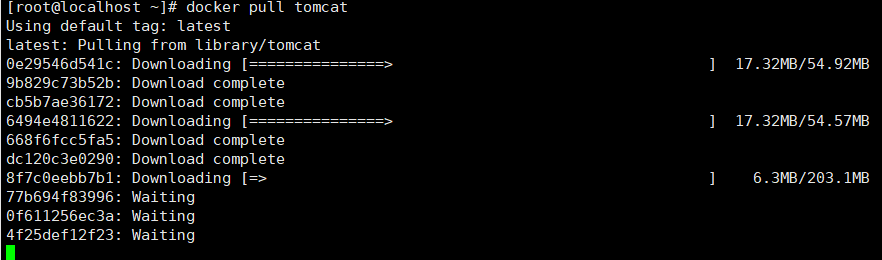 [root@localhost ~]# docker pull tomcat
Using default tag: latest
latest: Pulling from library/tomcat
0e29546d541c: Downloading [===============>                                   ]  17.32MB/54.92MB
9b829c73b52b: Download complete
cb5b7ae36172: Download complete
6494e4811622: Downloading [===============>                                   ]  17.32MB/54.57MB
668f6fcc5fa5: Download complete
dc120c3e0290: Download complete
8f7c0eebb7b1: Downloading [=>                                                 ]    6.3MB/203.1MB
77b694f83996: Waiting
0f611256ec3a: Waiting
4f25def12f23: Waiting